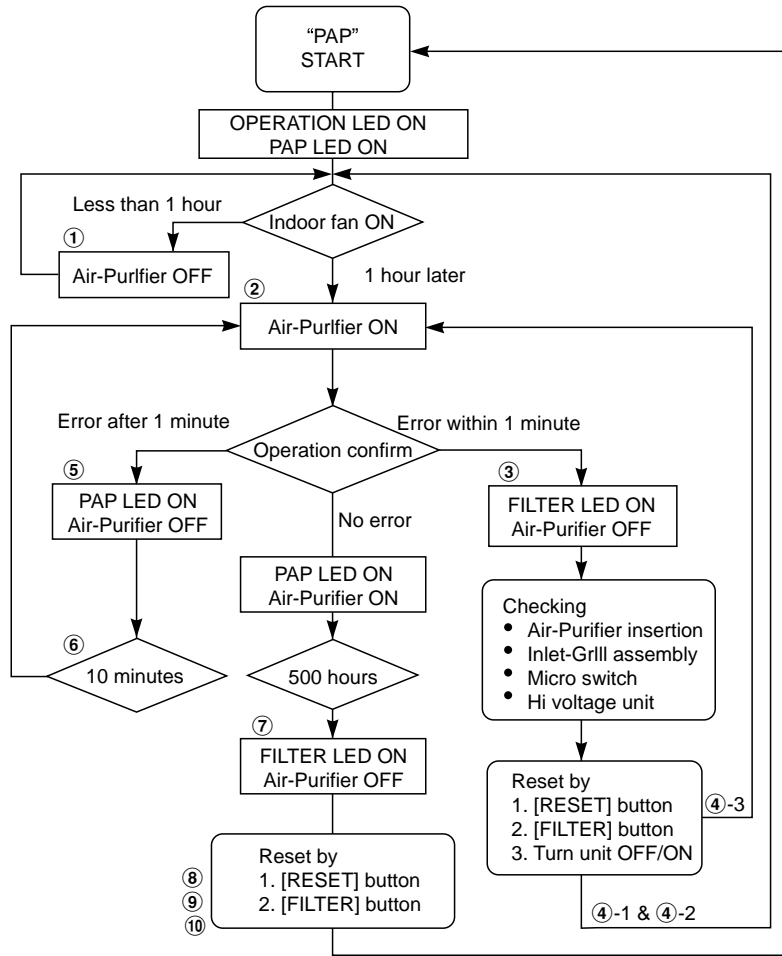 “PAP”
START
OPERATION LED ON
PAP LED ON
Less than 1 hour
Indoor fan ON
①
Air-Purlfier OFF
1 hour later
②
Air-Purlfier ON
Error after 1 minute
Error within 1 minute
Operation confirm
⑤
PAP LED ON
Air-Purifier OFF
③
FILTER LED ON
Air-Purifier OFF
No error
PAP LED ON
Air-Purifier ON
Checking
• Air-Purifier insertion
• Inlet-Grlll assembly
• Micro switch
• Hi voltage unit
⑥
10 minutes
500 hours
⑦
FILTER LED ON
Air-Purifier OFF
Reset by
1. [RESET] button
2. [FILTER] button
3. Turn unit OFF/ON
④-3
Reset by
1. [RESET] button
2. [FILTER] button
⑧
⑨
⑩
④-1 & ④-2